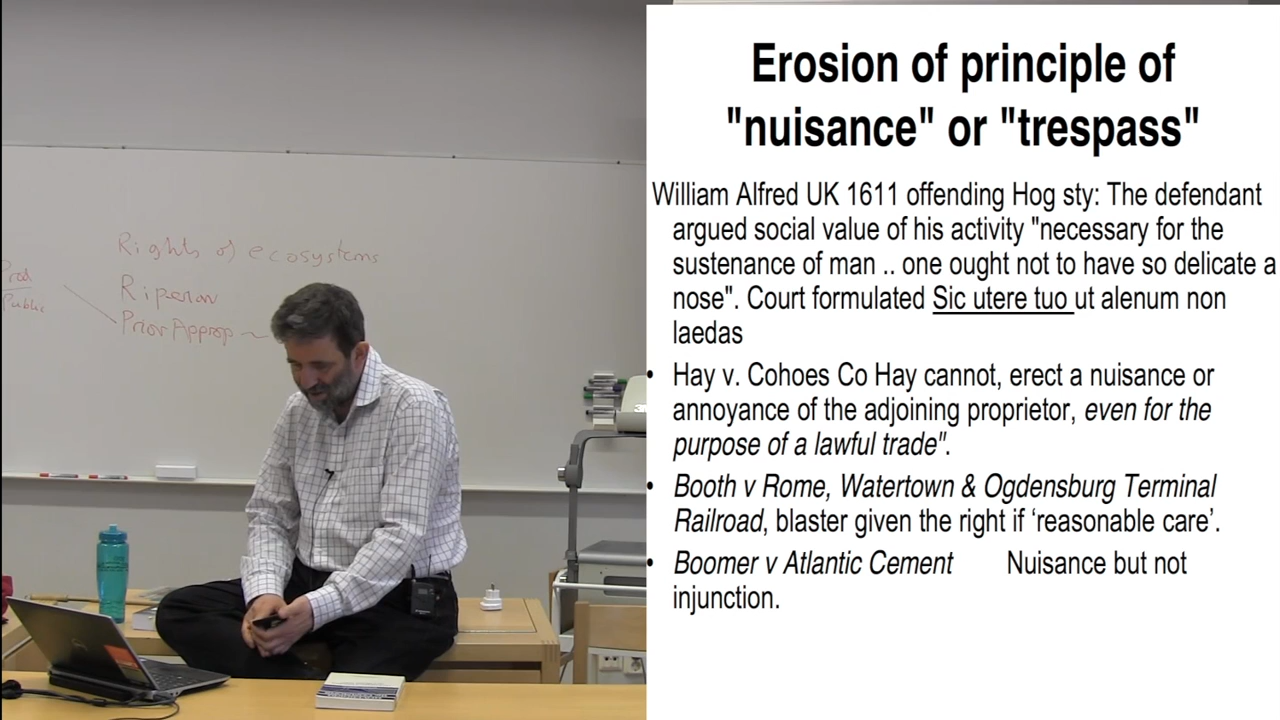 Rights of ecosystems
Prod
Public
Riperan
Prior Approp
Erosion of principle of
"nuisance" or "trespass"
William Alfred UK 1611 offending Hog sty: The defendant
argued social value of his activity "necessary for the
sustenance of man .. one ought not to have so delicate a
nose". Court formulated Sic utere tuo ut alenum non
laedas
• Hay v. Cohoes Co Hay cannot, erect a nuisance or
annoyance of the adjoining proprietor, even for the
purpose of a lawful trade".
• Booth v Rome, Watertown & Ogdensburg Terminal
Railroad, blaster given the right if ‘reasonable care’.
• Boomer v Atlantic Cement Nuisance but not
injunction.